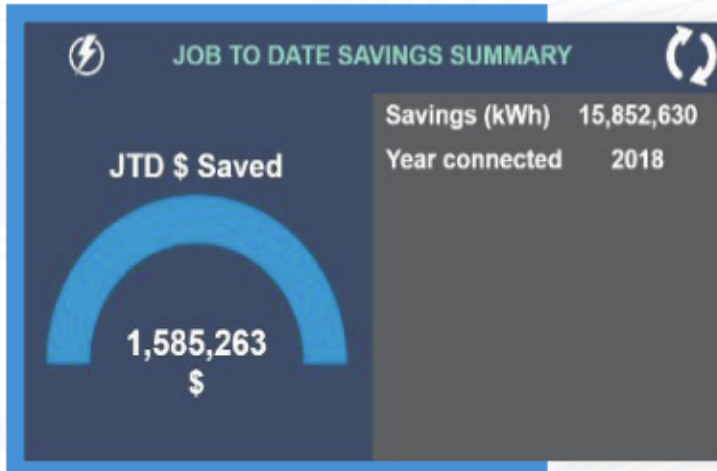 JOB TO DATE SAVINGS SUMMARY
JTD $ Saved
1,585,263
$
Savings (kWh) 15,852,630
Year connected 2018